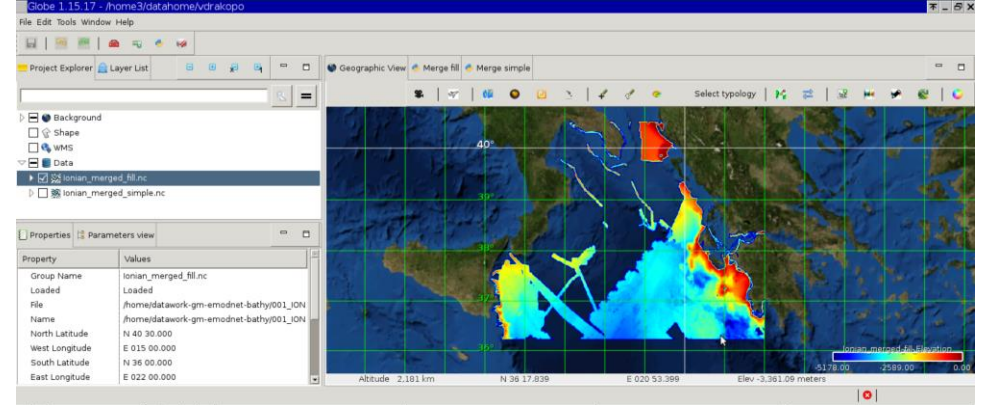 Globe 1.15.17 - /home3/datahome/vdrakopo
File Edit Tools Window Help
Project Explorer Layer List
Geographic View Merge fill Merge simple
Select typology
Background
Shape
WMS
Data
Ionian_merged_fill.nc
Ionian_merged_simple.nc
40°
39°
38°
37°
36°
Properties Parameters view
Property Values
Group Name Ionian_merged_fill.nc
Loaded Loaded
File /home/datawork-gm-emodnet-bathy/001_ION
Name /home/datawork-gm-emodnet-bathy/001_ION
North Latitude N 40 30.000
West Longitude E 015 00.000
South Latitude N 36 00.000
East Longitude E 022 00.000
Ionian_merged-fill-Elevation
-5178.00 -2589.00 0.00
Altitude 2,181 km N 36 17.839 E 020 53.399 Elev -3,361.09 meters